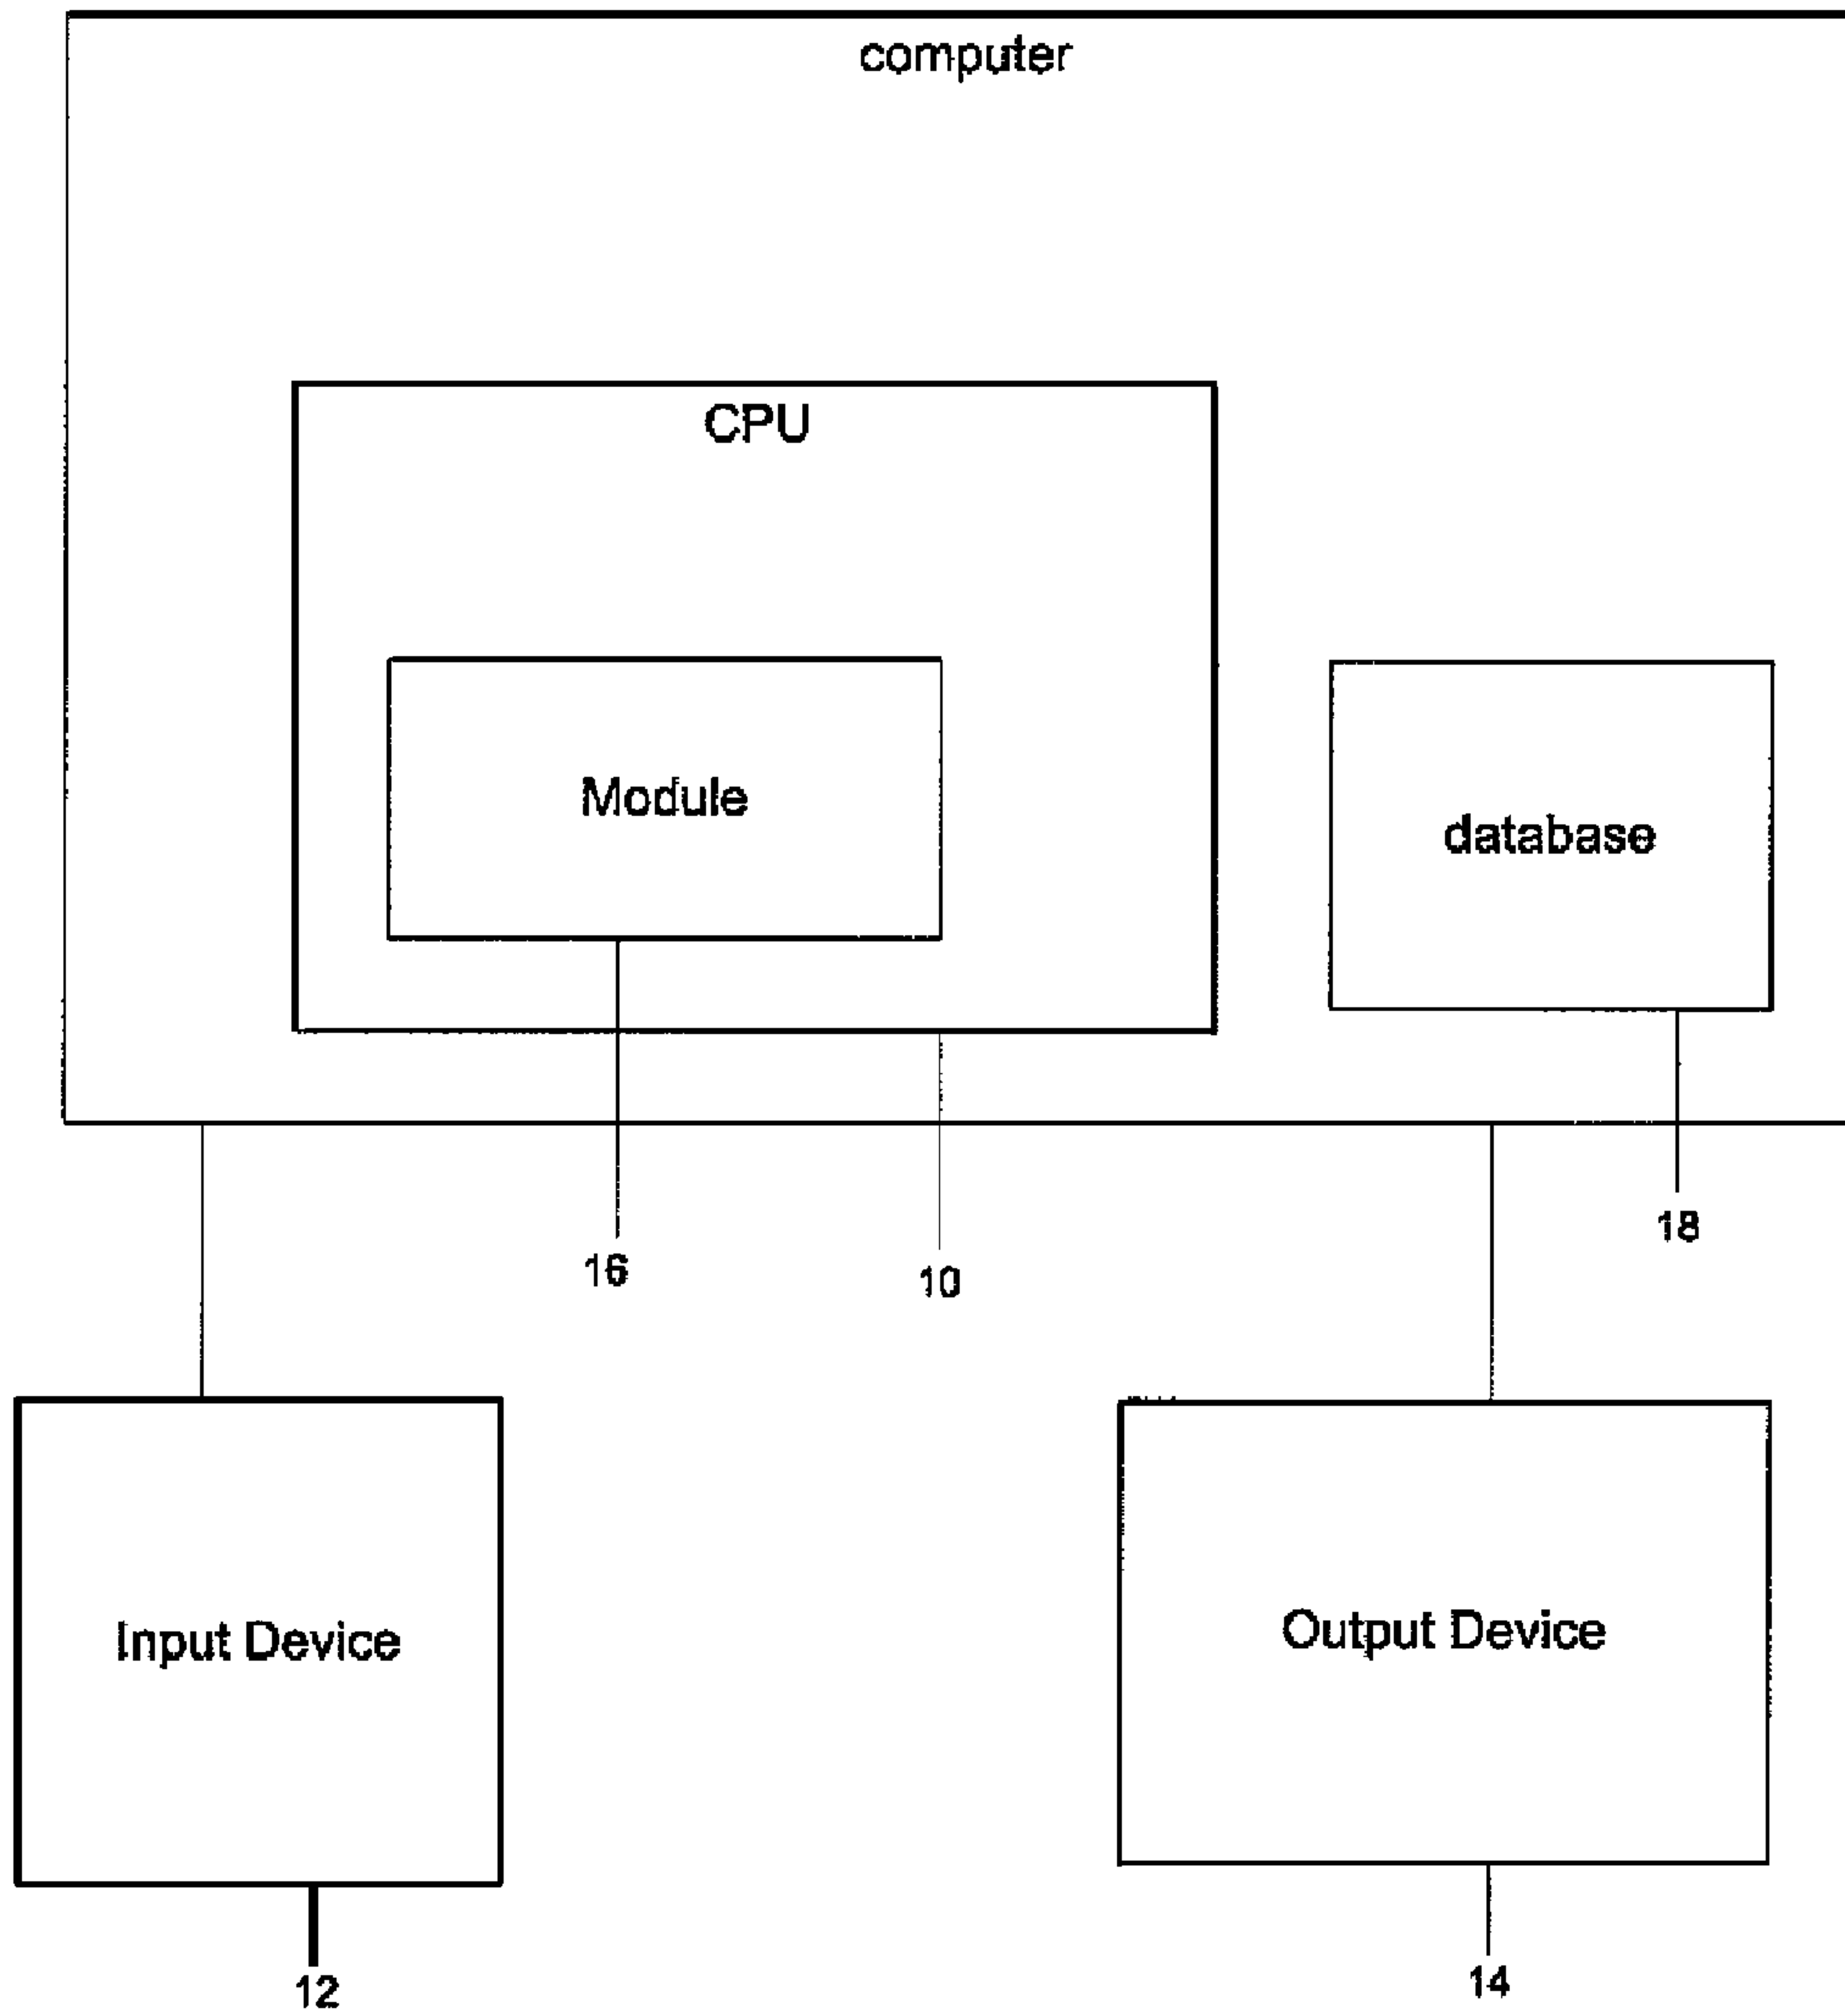 computer
CPU
Module
database
18
16
10
Input Device
Output Device
12
14